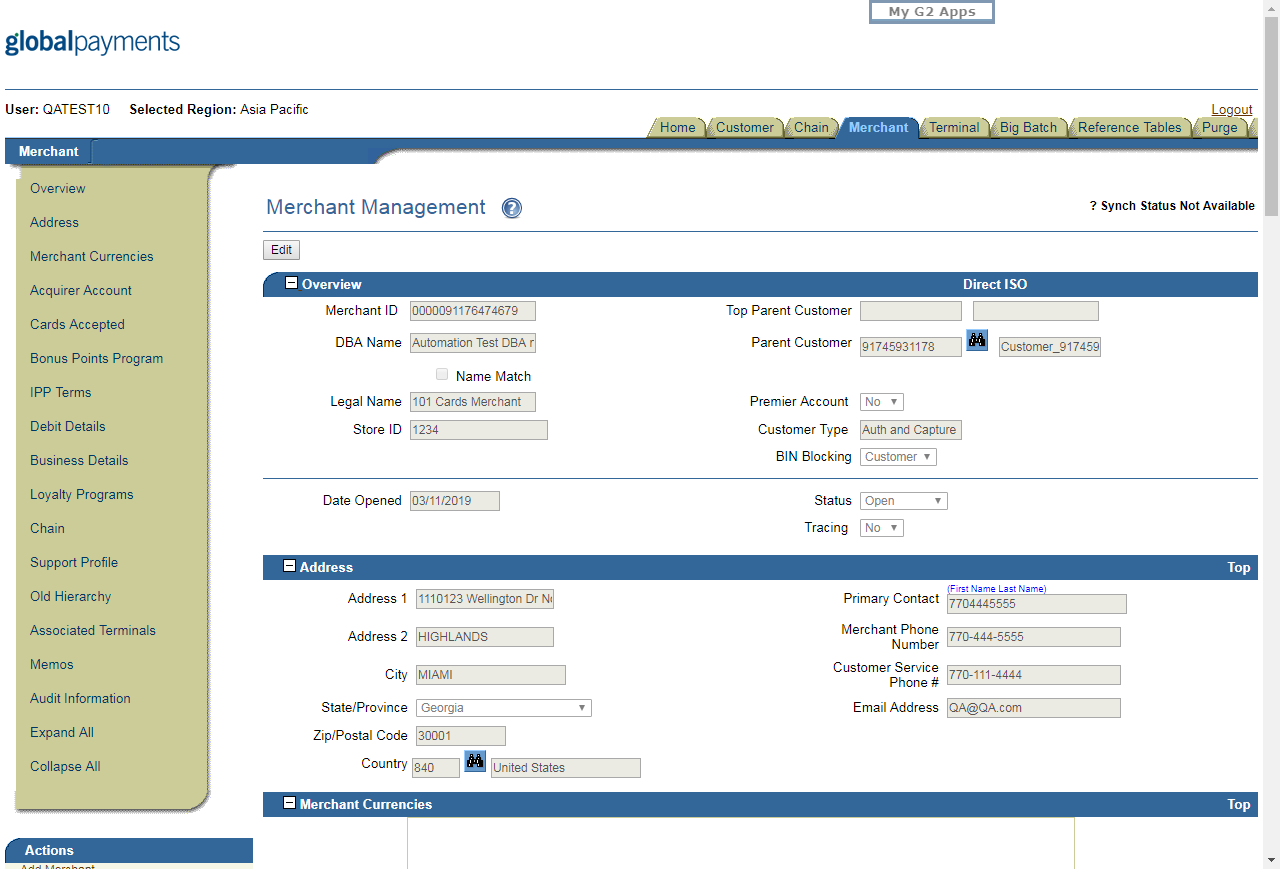 My G2 Apps
globalpayments
User: QATEST10 Selected Region: Asia Pacific
Logout
Home Customer Chain Merchant Terminal Big Batch Reference Tables Purge
Merchant
Overview
Address
Merchant Currencies
Acquirer Account
Cards Accepted
Bonus Points Program
IPP Terms
Debit Details
Business Details
Loyalty Programs
Chain
Support Profile
Old Hierarchy
Associated Terminals
Memos
Audit Information
Expand All
Collapse All
Actions
Add Merchant
Merchant Management ?
? Synch Status Not Available
Edit
Overview Direct ISO
Merchant ID 0000091176474679 Top Parent Customer
DBA Name Automation Test DBA Parent Customer 91745931178 Customer_917459
Name Match
Legal Name 101 Cards Merchant Premier Account No
Store ID 1234 Customer Type Auth and Capture
BIN Blocking Customer
Date Opened 03/11/2019 Status Open
Tracing No
Address Top
(First Name Last Name)
Address 1 1110123 Wellington Dr Primary Contact 7704445555
Address 2 HIGHLANDS Merchant Phone Number 770-444-5555
City MIAMI Customer Service Phone # 770-111-4444
State/Province Georgia Email Address QA@QA.com
Zip/Postal Code 30001
Country 840 United States
Merchant Currencies Top